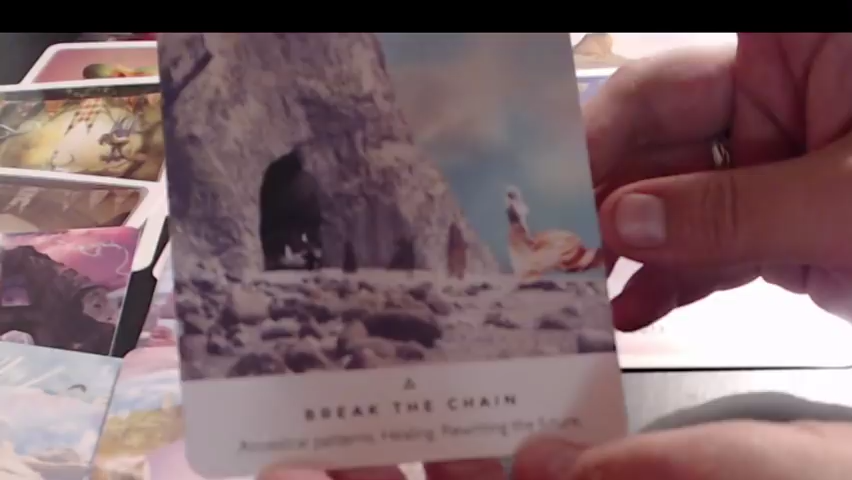 BREAK THE CHAIN
Ancestral patterns. Healing. Rewriting the future.